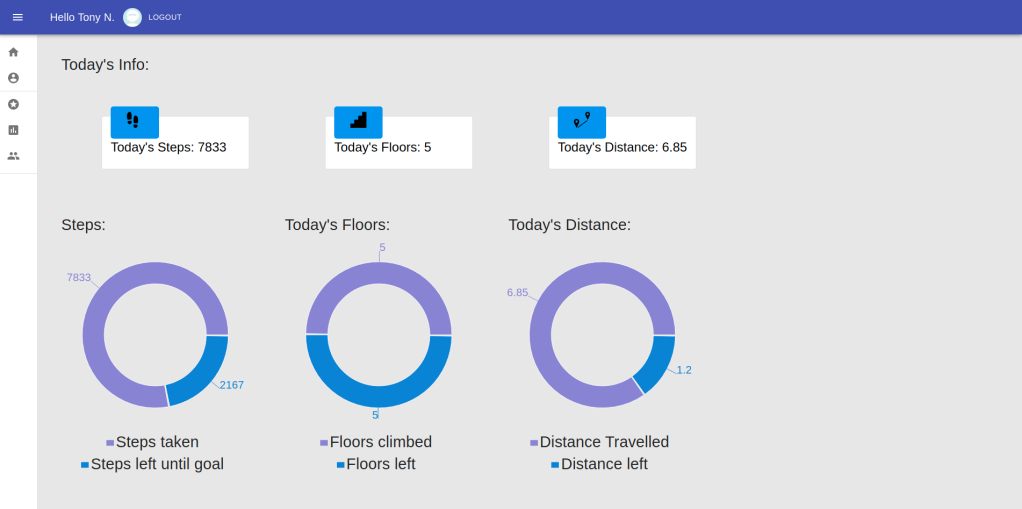 Hello Tony N. LOGOUT
Today's Info:
Today's Steps: 7833
Today's Floors: 5
Today's Distance: 6.85
Steps:
7833
2167
Steps taken
Steps left until goal
Today's Floors:
5
5
Floors climbed
Floors left
Today's Distance:
6.85
1.2
Distance Travelled
Distance left